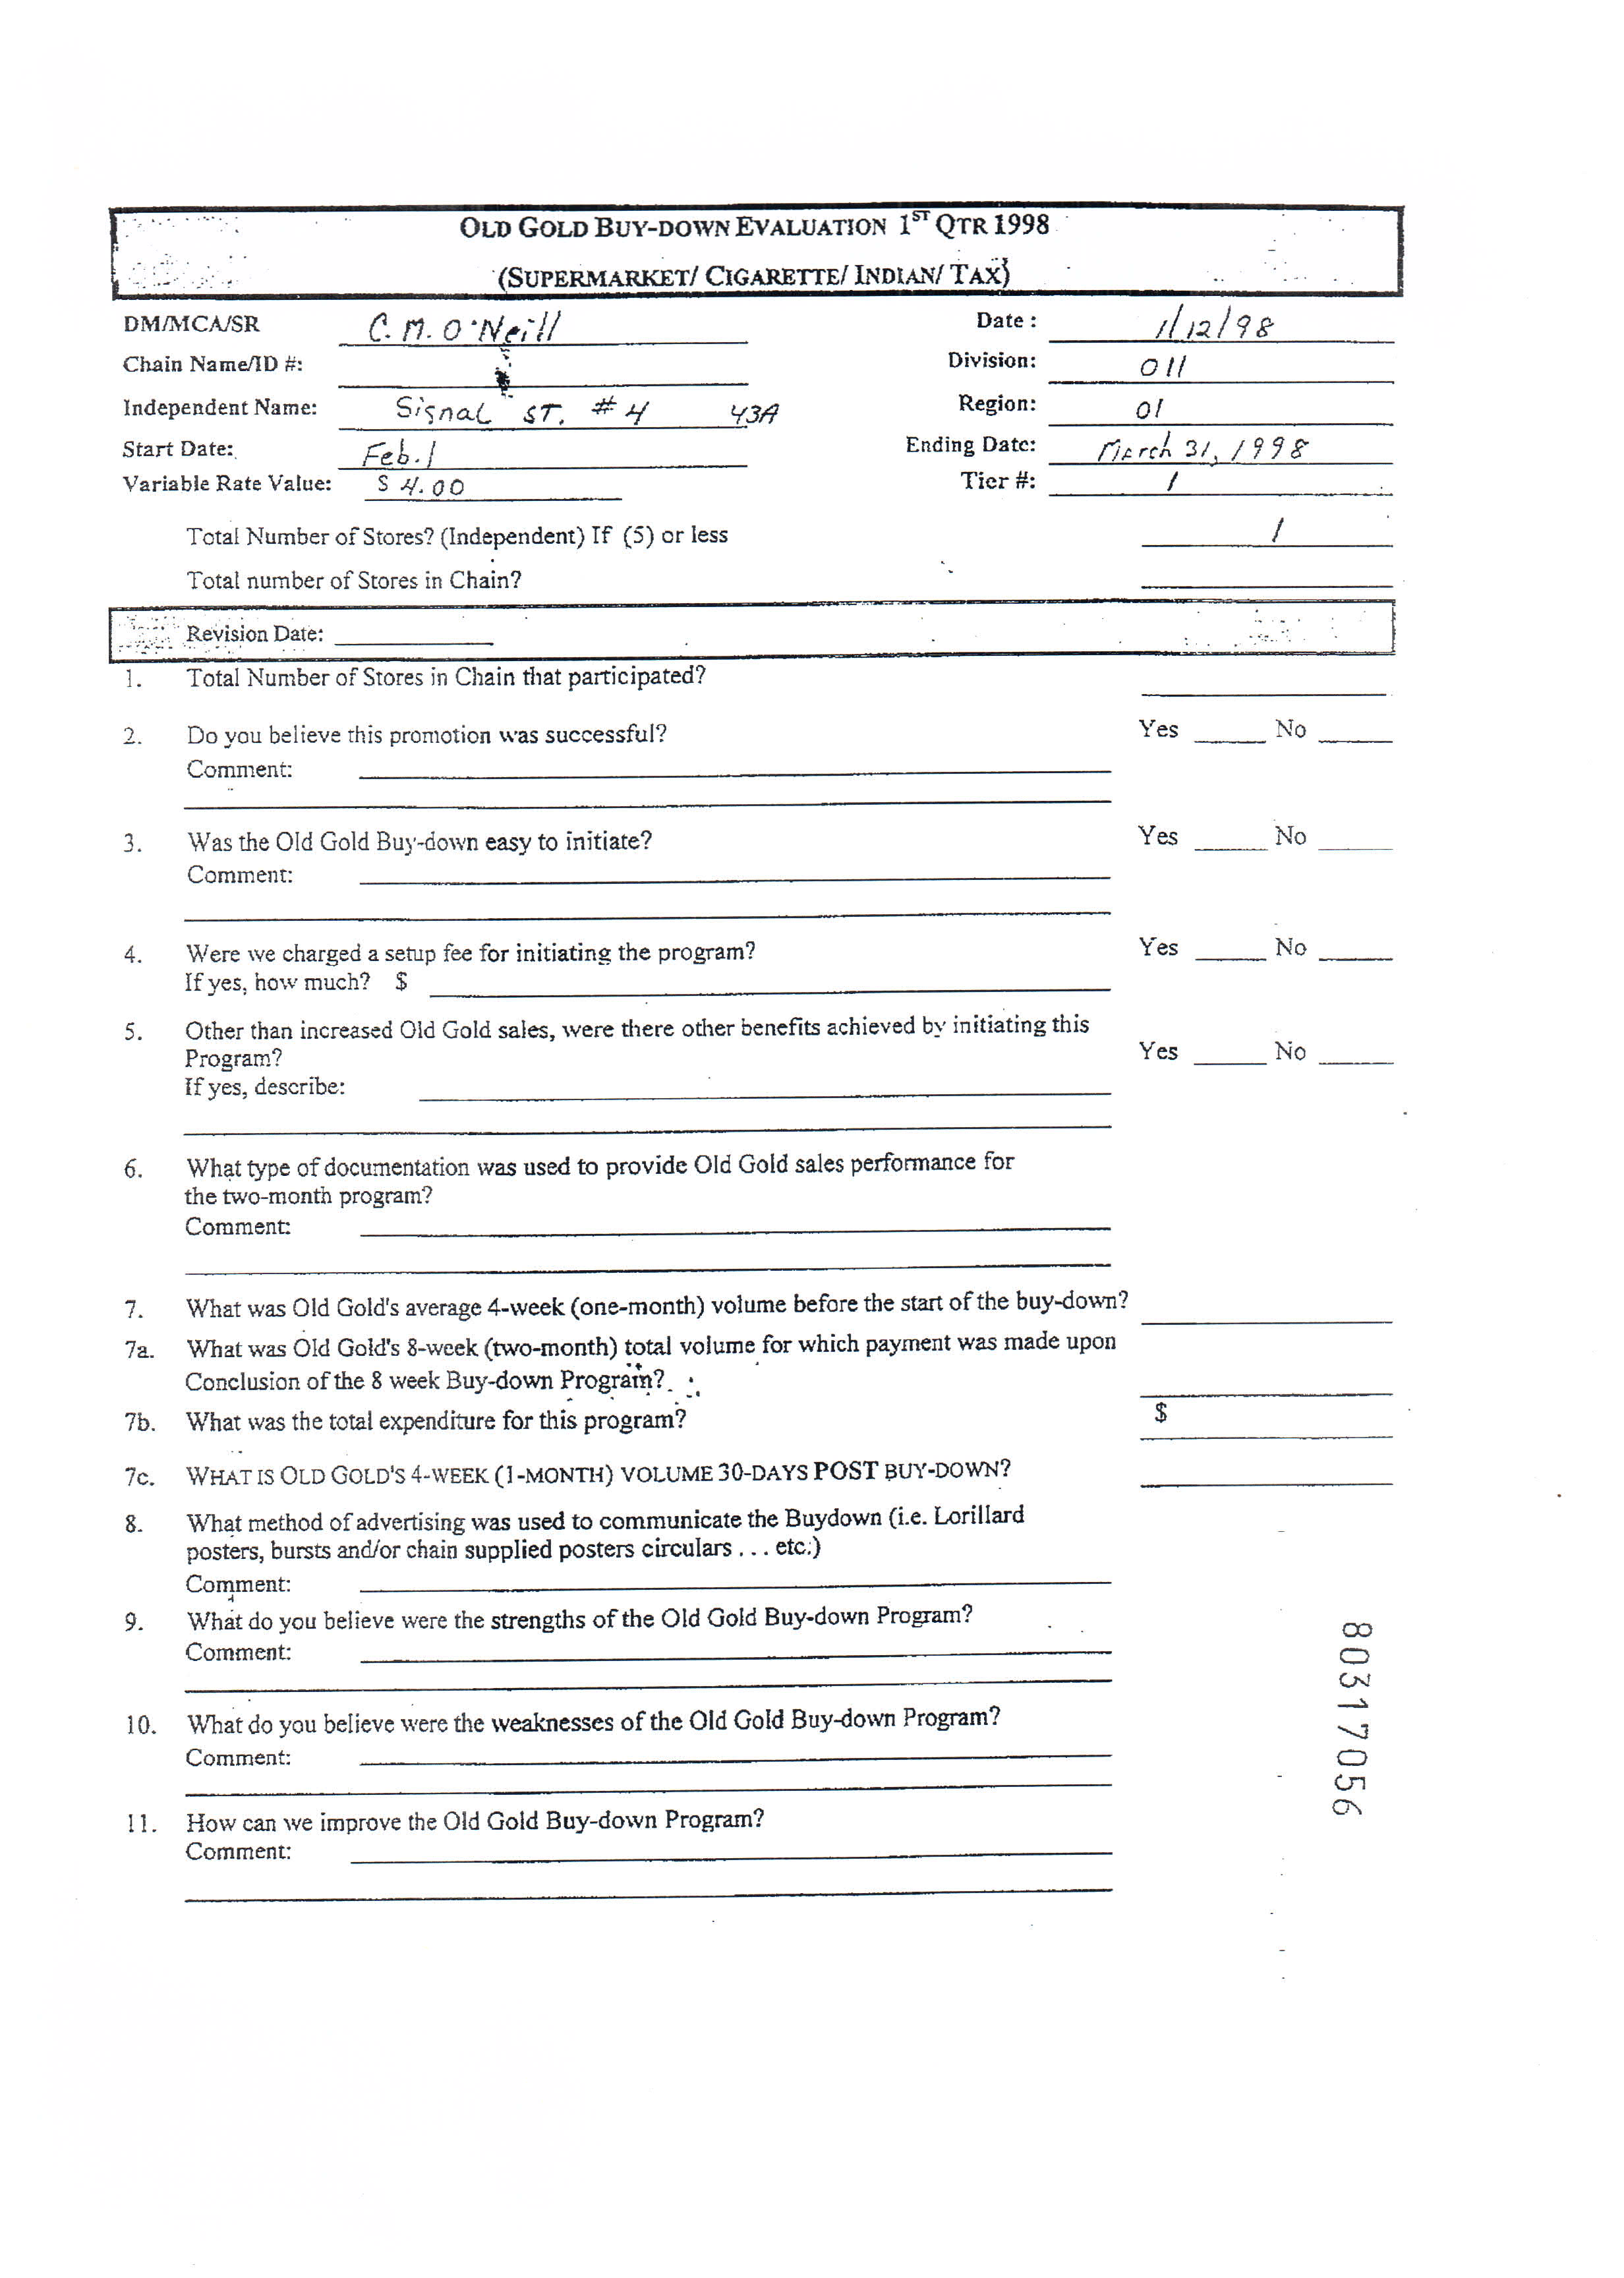 OLD GOLD BUY-DOWN EVALUATION 1ST QTR 1998
(SUPERMARKET/ CIGARETTE/ INDIAN/ TAX)
DM/MCA/SR C. M. O'Neill Date : 1/12/98
Chain Name/ID #: Division: 011
Independent Name: Signal ST. # 4 43A Region: 01
Start Date: Feb. 1 Ending Date: March 31, 1998
Variable Rate Value: $ 4.00 Tier #: 1
Total Number of Stores? (Independent) If (5) or less 1
Total number of Stores in Chain?
Revision Date:
1. Total Number of Stores in Chain that participated?
2. Do you believe this promotion was successful? Yes No
Comment:
3. Was the Old Gold Buy-down easy to initiate? Yes No
Comment:
4. Were we charged a setup fee for initiating the program? Yes No
If yes, how much? $
5. Other than increased Old Gold sales, were there other benefits achieved by initiating this
Program? Yes No
If yes, describe:
6. What type of documentation was used to provide Old Gold sales performance for
the two-month program?
Comment:
7. What was Old Gold's average 4-week (one-month) volume before the start of the buy-down?
7a. What was Old Gold's 8-week (two-month) total volume for which payment was made upon
Conclusion of the 8 week Buy-down Program?
7b. What was the total expenditure for this program? $
7c. WHAT IS OLD GOLD'S 4-WEEK (1-MONTH) VOLUME 30-DAYS POST BUY-DOWN?
8. What method of advertising was used to communicate the Buydown (i.e. Lorillard
posters, bursts and/or chain supplied posters circulars . . . etc.)
Comment:
9. What do you believe were the strengths of the Old Gold Buy-down Program?
Comment:
10. What do you believe were the weaknesses of the Old Gold Buy-down Program?
Comment:
11. How can we improve the Old Gold Buy-down Program?
Comment:
80317056